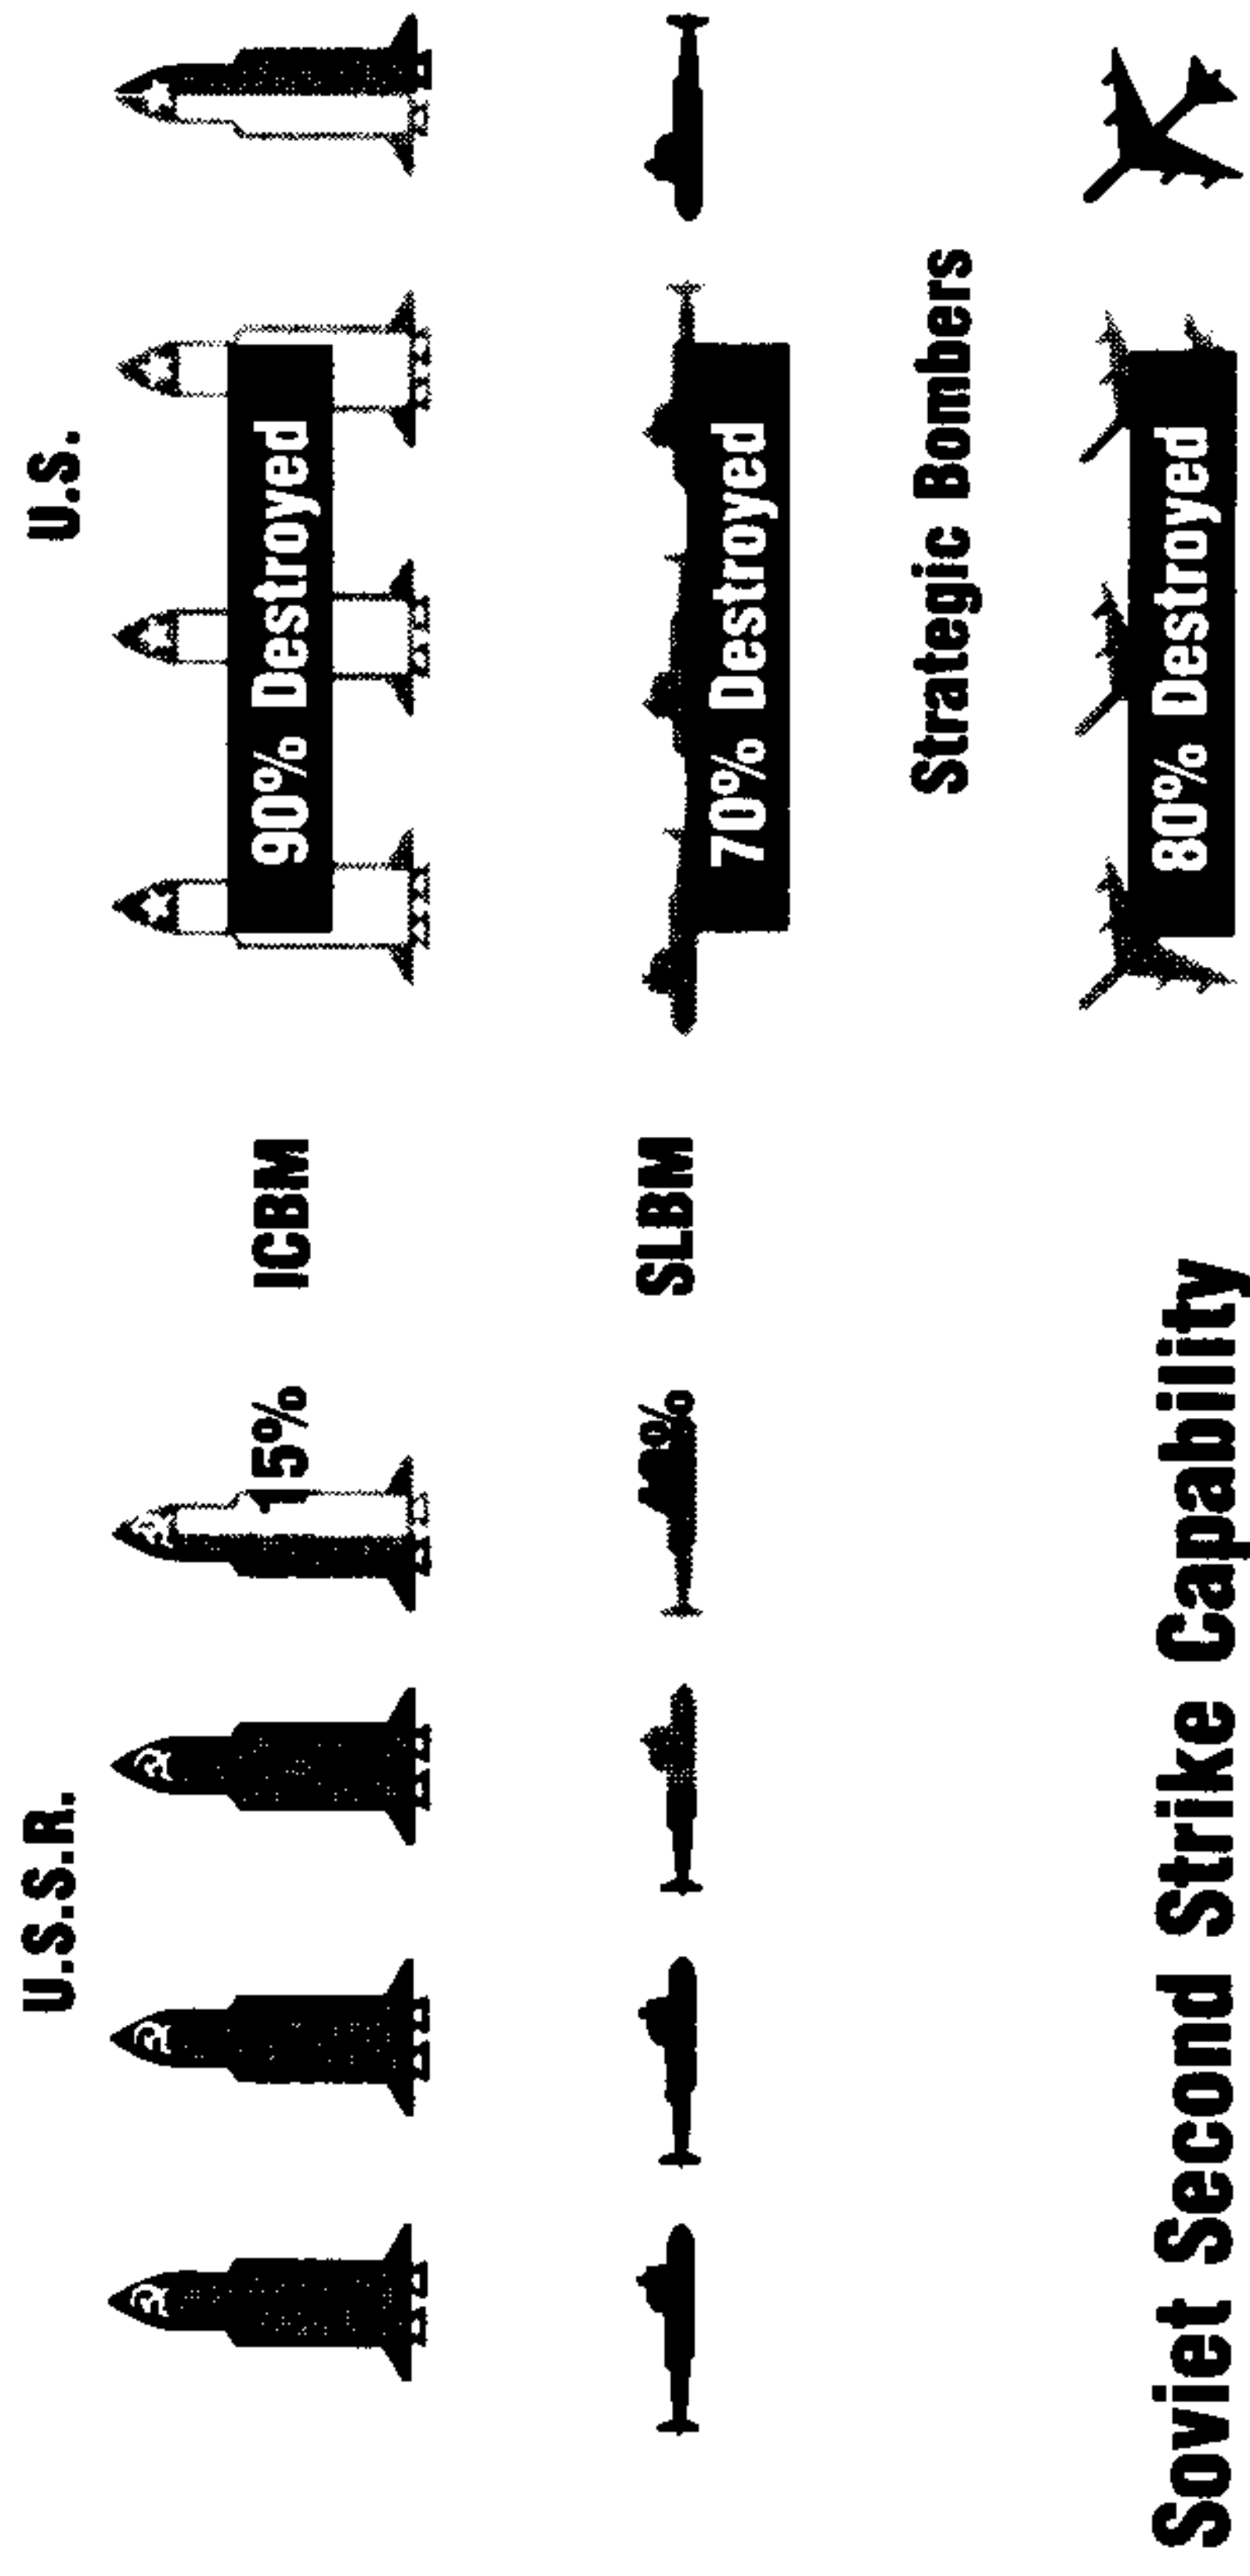 U.S.S.R.
U.S.
15%
ICBM
90% Destroyed
SLBM
70% Destroyed
Strategic Bombers
Soviet Second Strike Capability
80% Destroyed